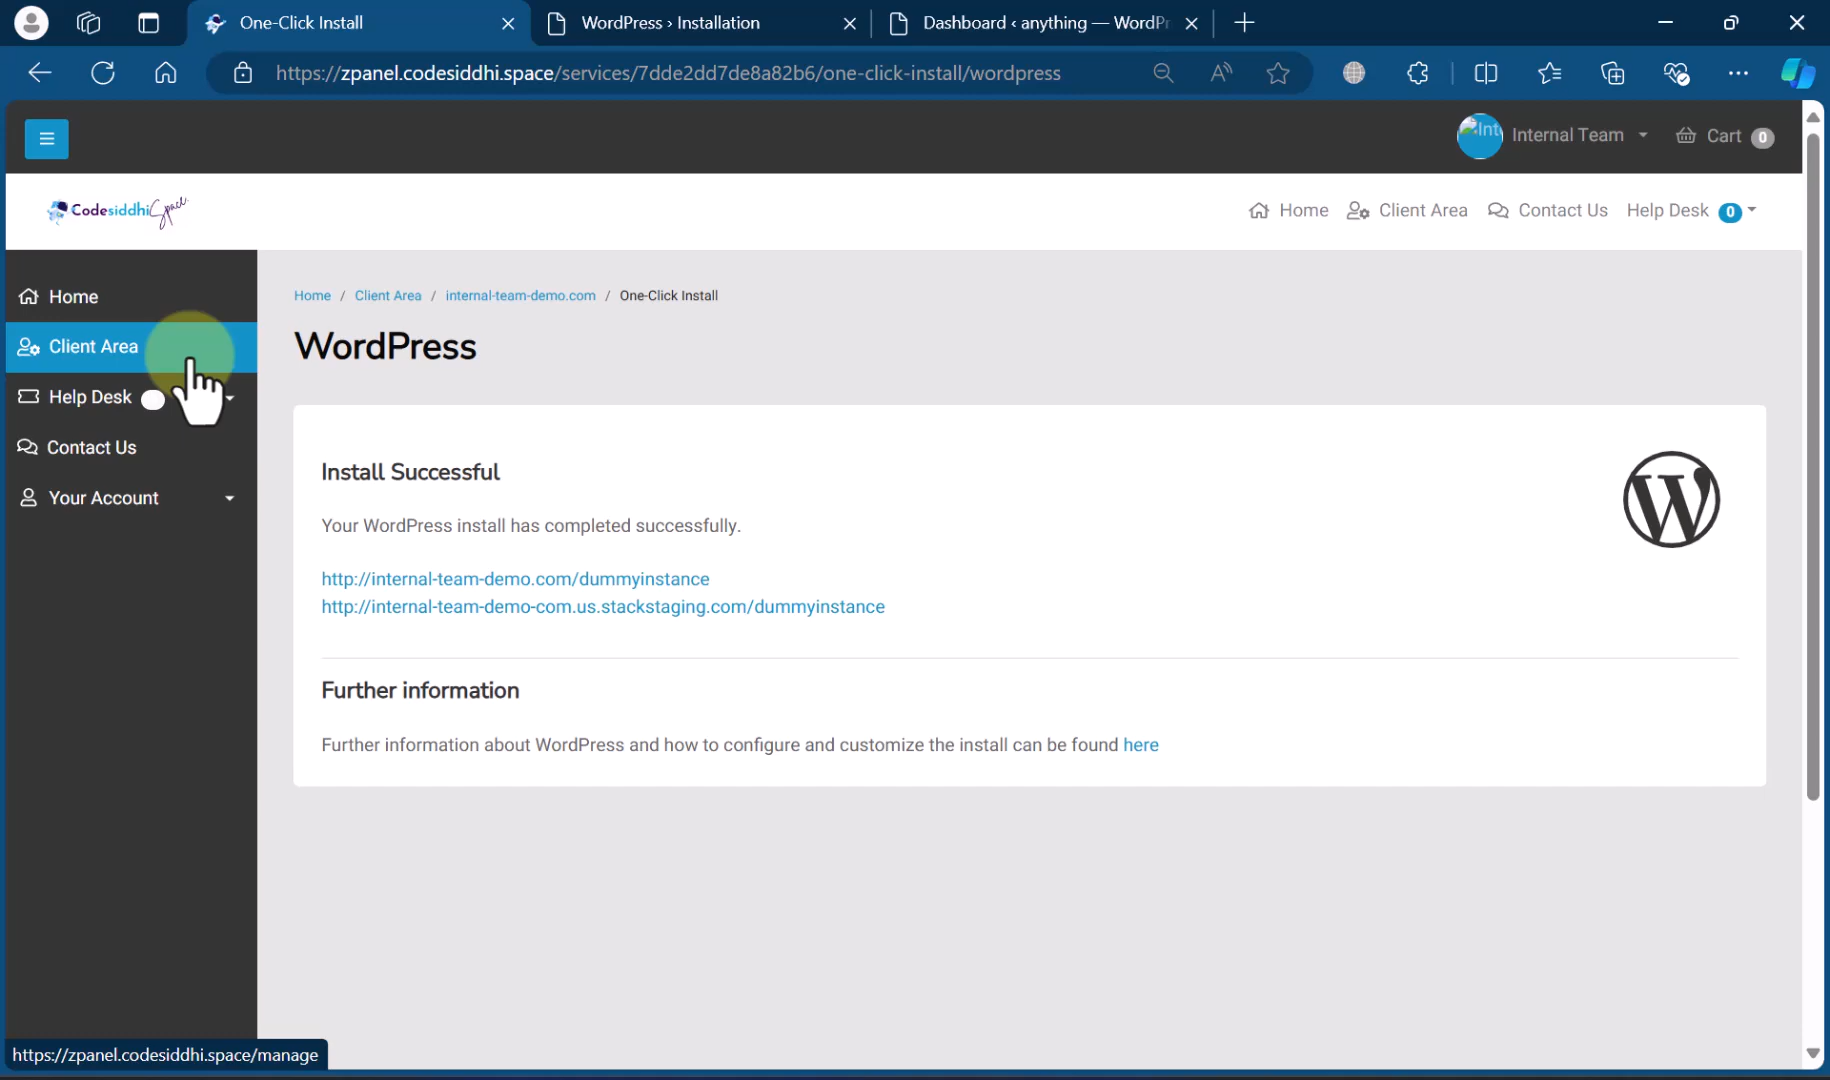 One-Click Install
WordPress › Installation
Dashboard ‹ anything — WordPr
https://zpanel.codesiddhi.space/services/7dde2dd7de8a82b6/one-click-install/wordpress
Int
Internal Team
Cart 0
CodesiddhiSpace
Home
Client Area
Contact Us
Help Desk 0
Home
Client Area
Help Desk
Contact Us
Your Account
Home / Client Area / internal-team-demo.com / One-Click Install
WordPress
Install Successful
Your WordPress install has completed successfully.
http://internal-team-demo.com/dummyinstance
http://internal-team-demo-com.us.stackstaging.com/dummyinstance
W
Further information
Further information about WordPress and how to configure and customize the install can be found here
https://zpanel.codesiddhi.space/manage